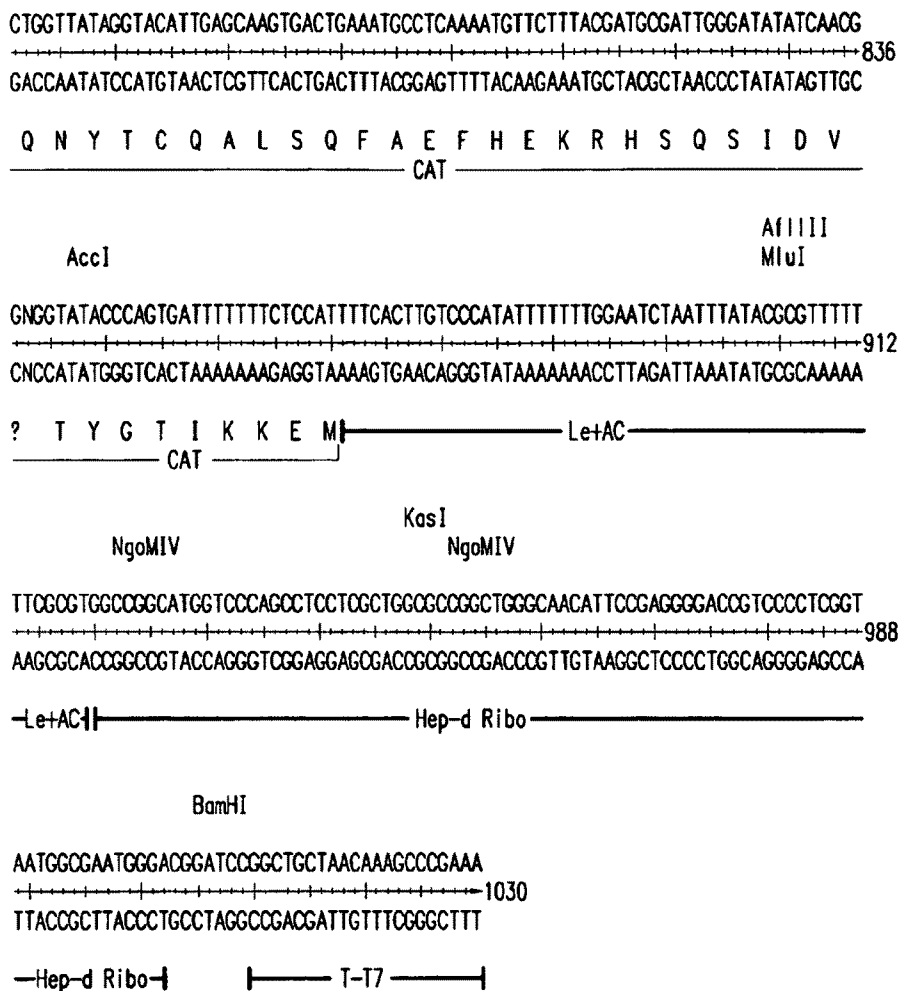 CTGGTTATAGGTACATTGAGCAAGTGACTGAAATGCCTCAAAATGTTCTTTACGATGCGATTGGGATATATCAACG
836
GACCAATATCCATGTAACTCGTTCACTGACTTTACGGAGTTTTACAAGAAATGCTACGCTAACCCTATATAGTTGC
Q N Y T C Q A L S Q F A E F H E K R H S Q S I D V
CAT
AflIII
AccI MluI
GNGGTATACCCAGTGATTTTTTTCTCCATTTTCACTTGTCCCATATTTTTTTGGAATCTAATTTATACGCGTTTTT
912
CNCCATATGGGTCACTAAAAAAAGAGGTAAAAGTGAACAGGGTATAAAAAAACCTTAGATTAAATATGCGCAAAAA
? T Y G T I K K E M Le+AC
CAT
KasI
NgoMIV NgoMIV
TTCGCGTGGCCGGCATGGTCCCAGCCTCCTCGCTGGCGCCGGCTGGGCAACATTCCGAGGGGACCGTCCCCTCGGT
988
AAGCGCACCGGCCGTACCAGGGTCGGAGGAGCGACCGCGGCCGACCCGTTGTAAGGCTCCCCTGGCAGGGGAGCCA
Le+AC Hep-d Ribo
BamHI
AATGGCGAATGGGACGGATCCGGCTGCTAACAAAGCCCGAAA
1030
TTACCGCTTACCCTGCCTAGGCCGACGATTGTTTCGGGCTTT
Hep-d Ribo T-T7